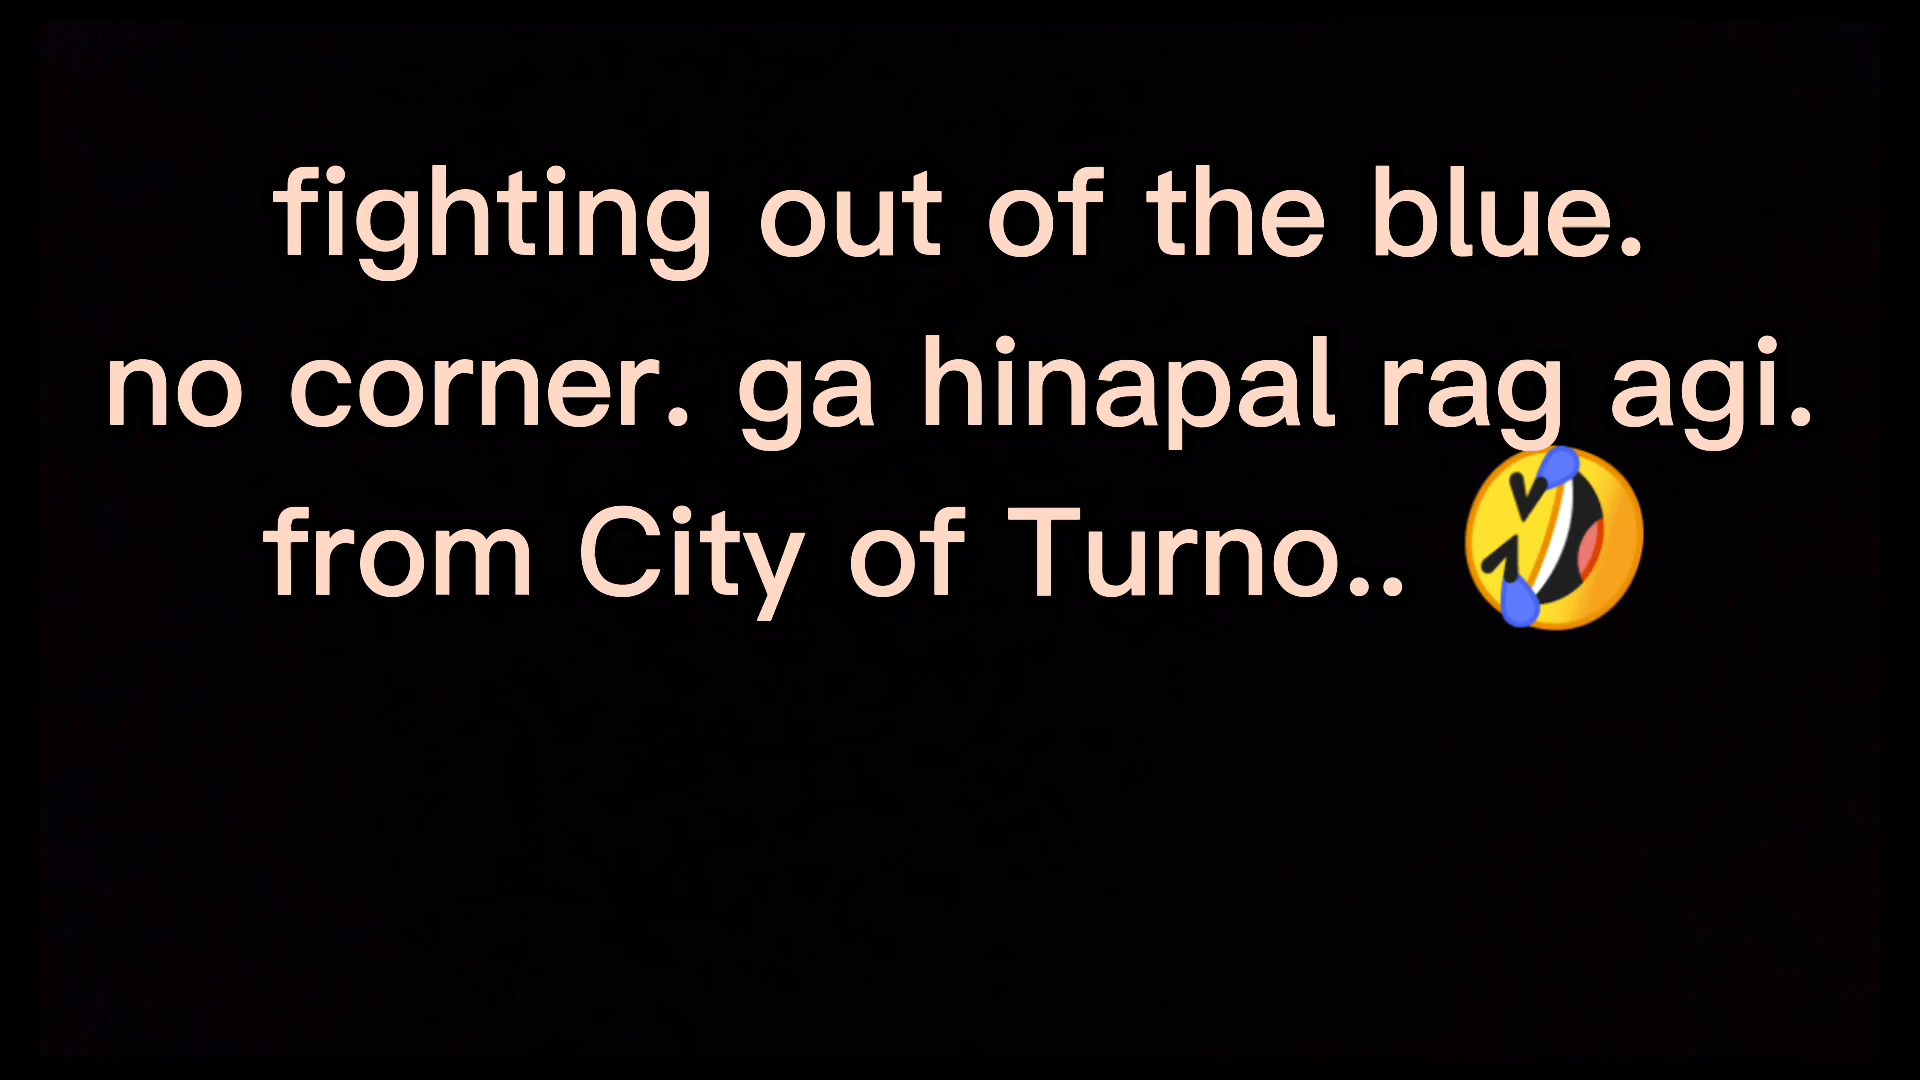 fighting out of the blue.
no corner. ga hinapal rag agi.
from City of Turno.. 🤣